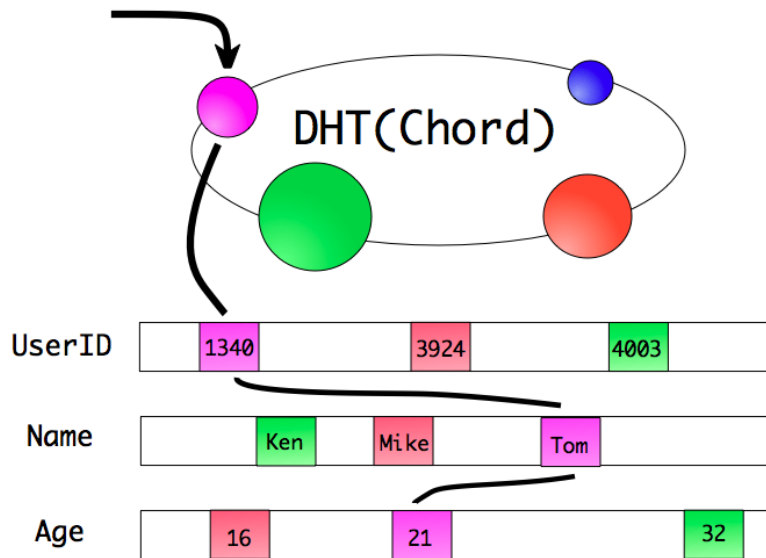 DHT(Chord)
UserID 1340 3924 4003
Name Ken Mike Tom
Age 16 21 32